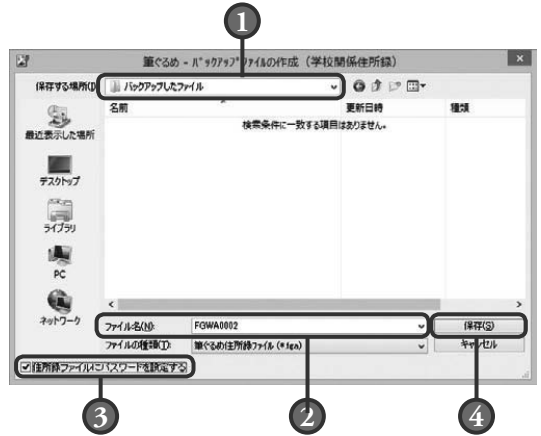 1
筆ぐるめ - バックアップファイルの作成（学校関係住所録）
保存する場所(I): バックアップしたファイル
名前 更新日時 種類
検索条件に一致する項目はありません。
最近表示した場所
デスクトップ
ライブラリ
PC
ネットワーク
ファイル名(N): FGWA0002 保存(S)
ファイルの種類(T): 筆ぐるめ住所録ファイル (*.fgn) キャンセル
住所録ファイルにパスワードを設定する
3 2 4